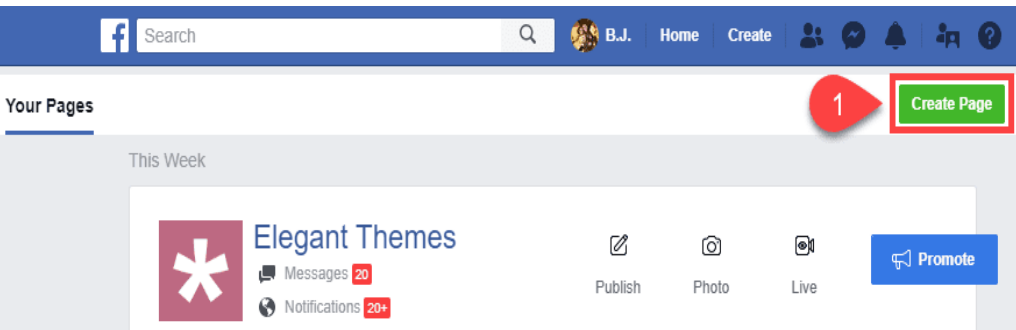 f Search B.J. Home Create
Your Pages 1 Create Page
This Week
Elegant Themes
Messages 20
Notifications 20+
Publish Photo Live Promote